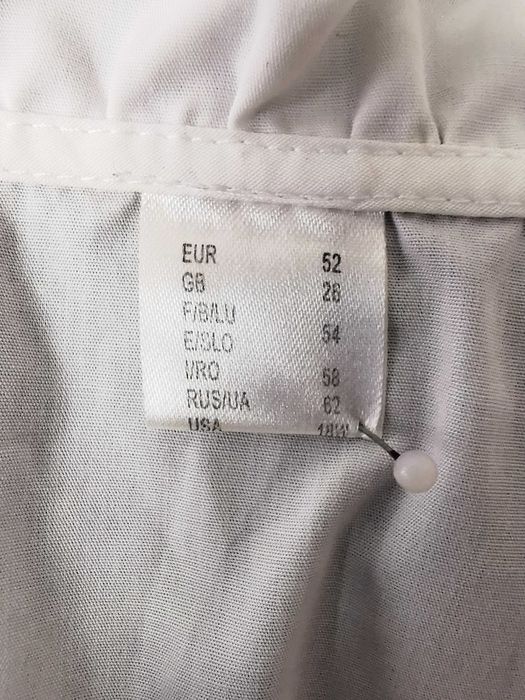 EUR 52
GB 26
F/B/LU
E/SLO 54
I/RO 58
RUS/UA 62
USA